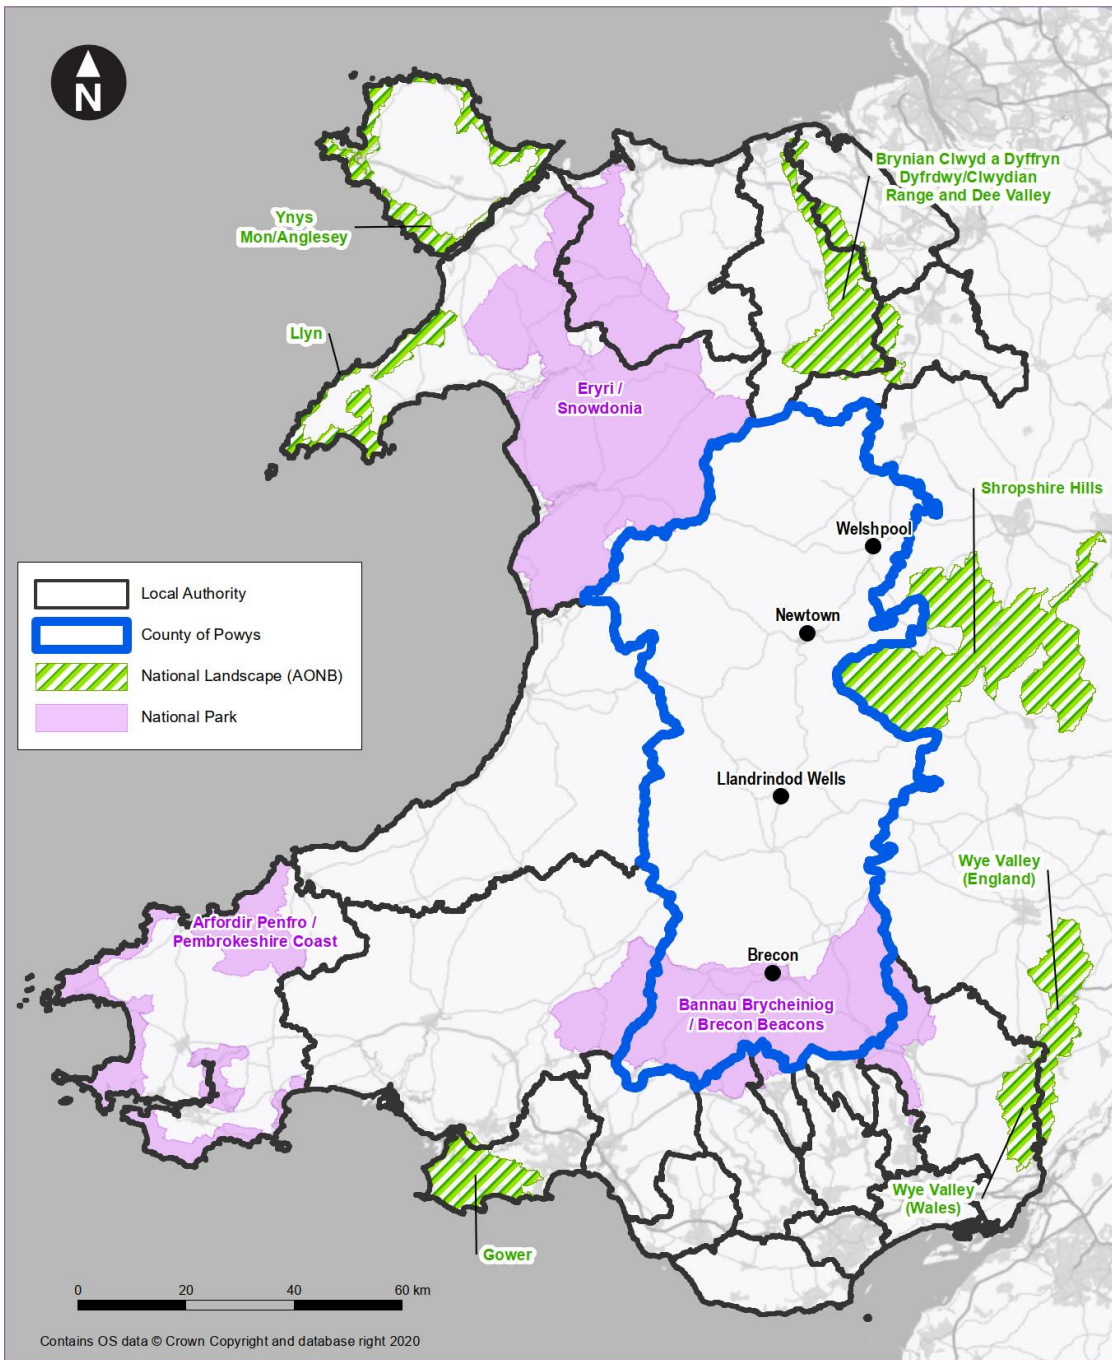 N
Brynian Clwyd a Dyffryn
Dyfrdwy/Clwydian
Range and Dee Valley
Ynys
Mon/Anglesey
Llyn
Eryri /
Snowdonia
Shropshire Hills
Welshpool
Local Authority
County of Powys
National Landscape (AONB)
National Park
Newtown
Llandrindod Wells
Wye Valley
(England)
Arfordir Penfro /
Pembrokeshire Coast
Brecon
Bannau Brycheiniog
/ Brecon Beacons
Wye Valley
(Wales)
Gower
0 20 40 60 km
Contains OS data © Crown Copyright and database right 2020